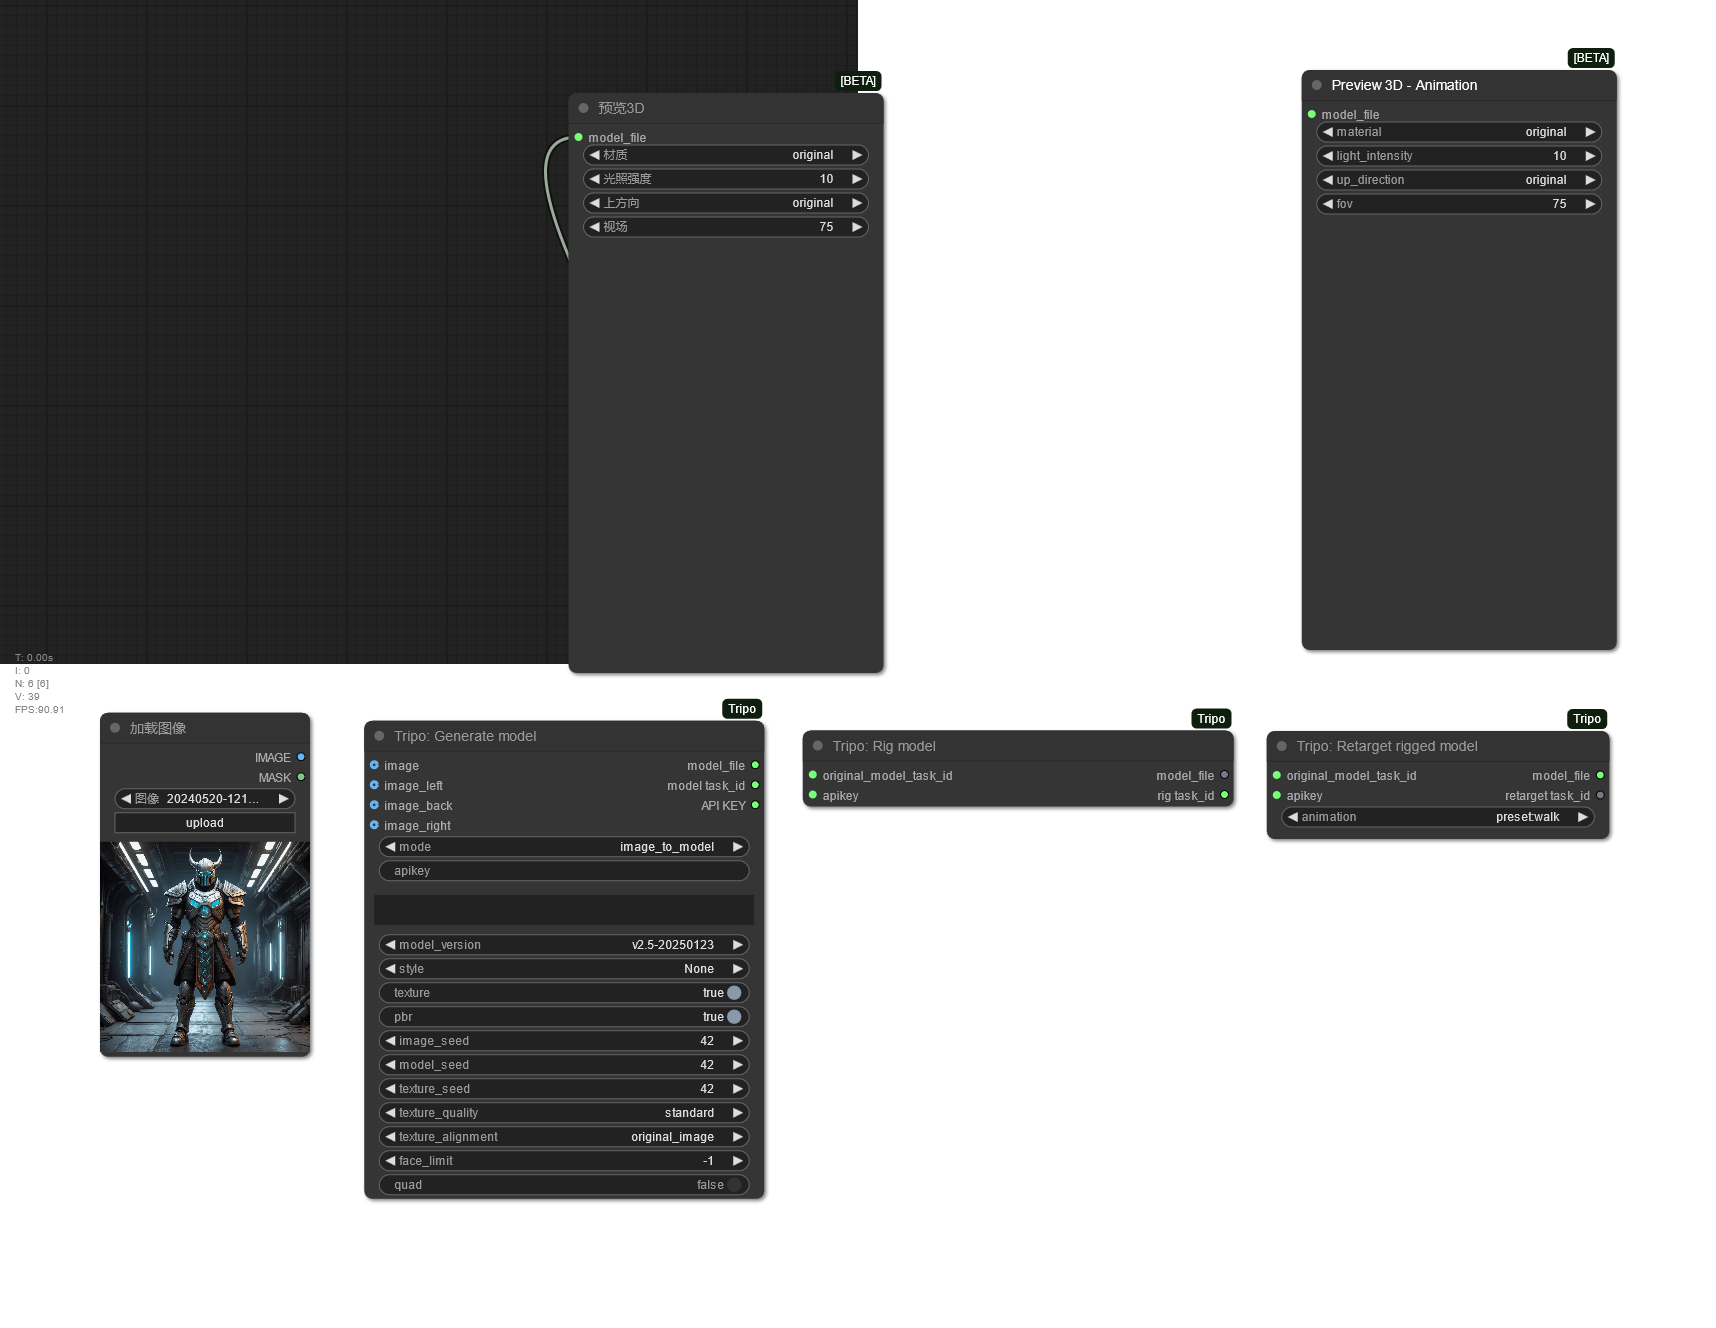 [BETA]
预览3D
model_file
材质 original
光照强度 10
上方向 original
视场 75
[BETA]
Preview 3D - Animation
model_file
material original
light_intensity 10
up_direction original
fov 75
T: 0.00s
I: 0
N: 6 [6]
V: 39
FPS:90.91
加载图像
IMAGE
MASK
图像 20240520-121...
upload
Tripo
Tripo: Generate model
image model_file
image_left model task_id
image_back API KEY
image_right
mode image_to_model
apikey
model_version v2.5-20250123
style None
texture true
pbr true
image_seed 42
model_seed 42
texture_seed 42
texture_quality standard
texture_alignment original_image
face_limit -1
quad false
Tripo
Tripo: Rig model
original_model_task_id model_file
apikey rig task_id
Tripo
Tripo: Retarget rigged model
original_model_task_id model_file
apikey retarget task_id
animation preset:walk